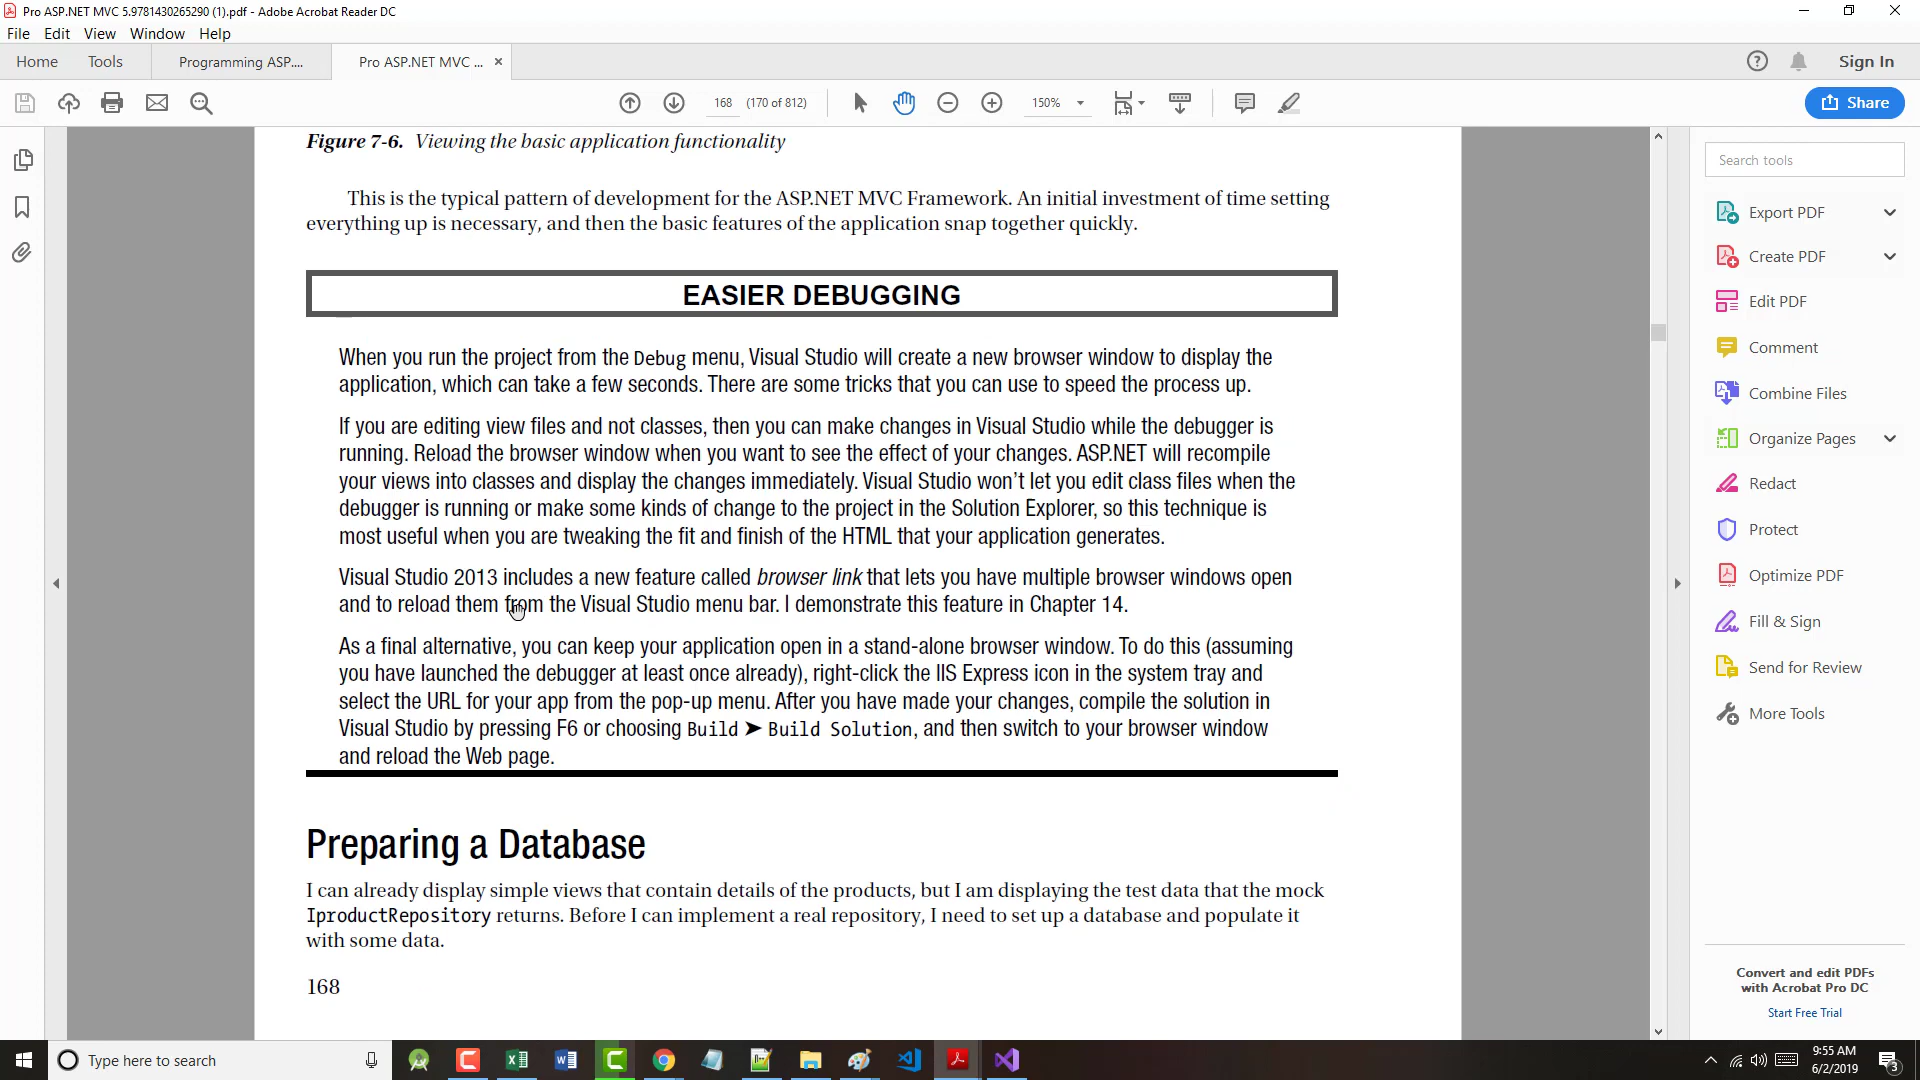 Pro ASP.NET MVC 5.9781430265290 (1).pdf - Adobe Acrobat Reader DC
File Edit View Window Help
Home Tools Programming ASP.... Pro ASP.NET MVC ... × Sign In
168 (170 of 812) 150% Share
Figure 7-6. Viewing the basic application functionality
This is the typical pattern of development for the ASP.NET MVC Framework. An initial investment of time setting
everything up is necessary, and then the basic features of the application snap together quickly.
EASIER DEBUGGING
When you run the project from the Debug menu, Visual Studio will create a new browser window to display the
application, which can take a few seconds. There are some tricks that you can use to speed the process up.
If you are editing view files and not classes, then you can make changes in Visual Studio while the debugger is
running. Reload the browser window when you want to see the effect of your changes. ASP.NET will recompile
your views into classes and display the changes immediately. Visual Studio won’t let you edit class files when the
debugger is running or make some kinds of change to the project in the Solution Explorer, so this technique is
most useful when you are tweaking the fit and finish of the HTML that your application generates.
Visual Studio 2013 includes a new feature called browser link that lets you have multiple browser windows open
and to reload them from the Visual Studio menu bar. I demonstrate this feature in Chapter 14.
As a final alternative, you can keep your application open in a stand-alone browser window. To do this (assuming
you have launched the debugger at least once already), right-click the IIS Express icon in the system tray and
select the URL for your app from the pop-up menu. After you have made your changes, compile the solution in
Visual Studio by pressing F6 or choosing Build ➤ Build Solution, and then switch to your browser window
and reload the Web page.
Preparing a Database
I can already display simple views that contain details of the products, but I am displaying the test data that the mock
IproductRepository returns. Before I can implement a real repository, I need to set up a database and populate it
with some data.
168
Search tools
Export PDF
Create PDF
Edit PDF
Comment
Combine Files
Organize Pages
Redact
Protect
Optimize PDF
Fill & Sign
Send for Review
More Tools
Convert and edit PDFs
with Acrobat Pro DC
Start Free Trial
Type here to search
9:55 AM
6/2/2019
3